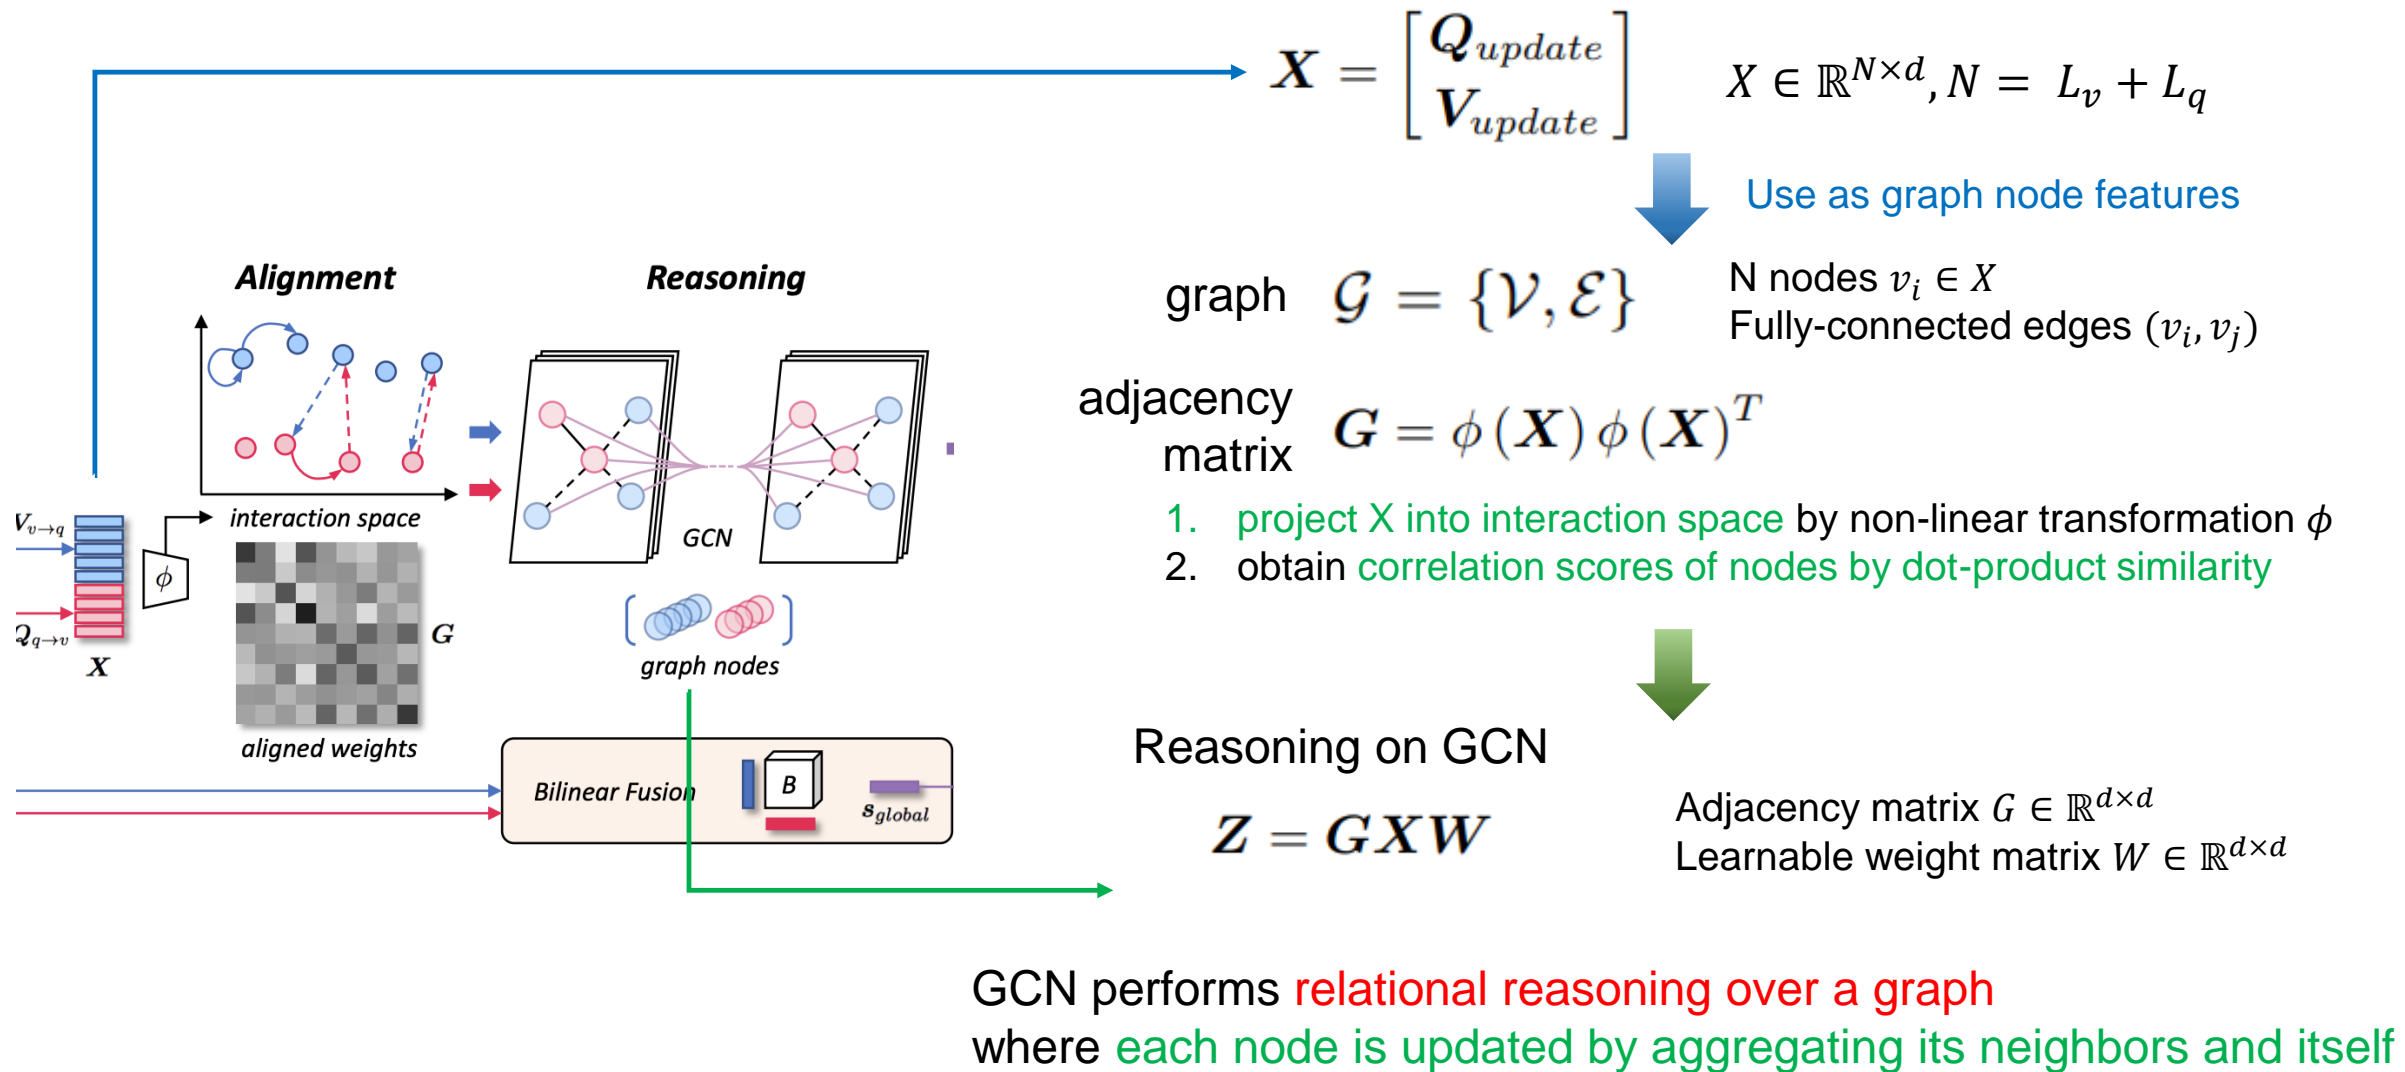 X = [Q_update
V_update]
X ∈ ℝ^{N×d}, N = L_v + L_q
Use as graph node features
Alignment
Reasoning
graph
𝒢 = {𝒱, ℰ}
N nodes v_i ∈ X
Fully-connected edges (v_i, v_j)
adjacency
matrix
G = ϕ (X) ϕ (X)^T
1. project X into interaction space by non-linear transformation ϕ
2. obtain correlation scores of nodes by dot-product similarity
V_{v→q}
Q_{q→v}
X
ϕ
interaction space
G
aligned weights
GCN
graph nodes
Bilinear Fusion
B
s_global
Reasoning on GCN
Z = GXW
Adjacency matrix G ∈ ℝ^{d×d}
Learnable weight matrix W ∈ ℝ^{d×d}
GCN performs relational reasoning over a graph
where each node is updated by aggregating its neighbors and itself